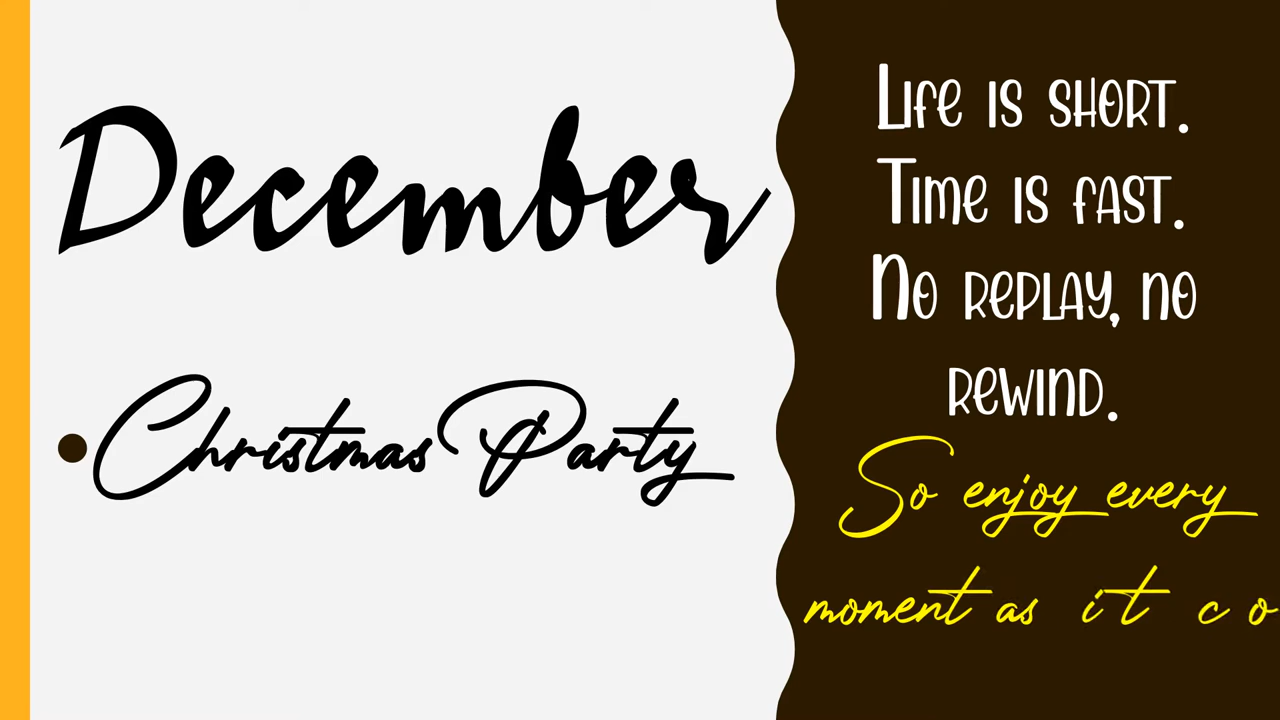 December
Christmas Party
Life is short.
Time is fast.
No replay, no
rewind.
So enjoy every
moment as it co